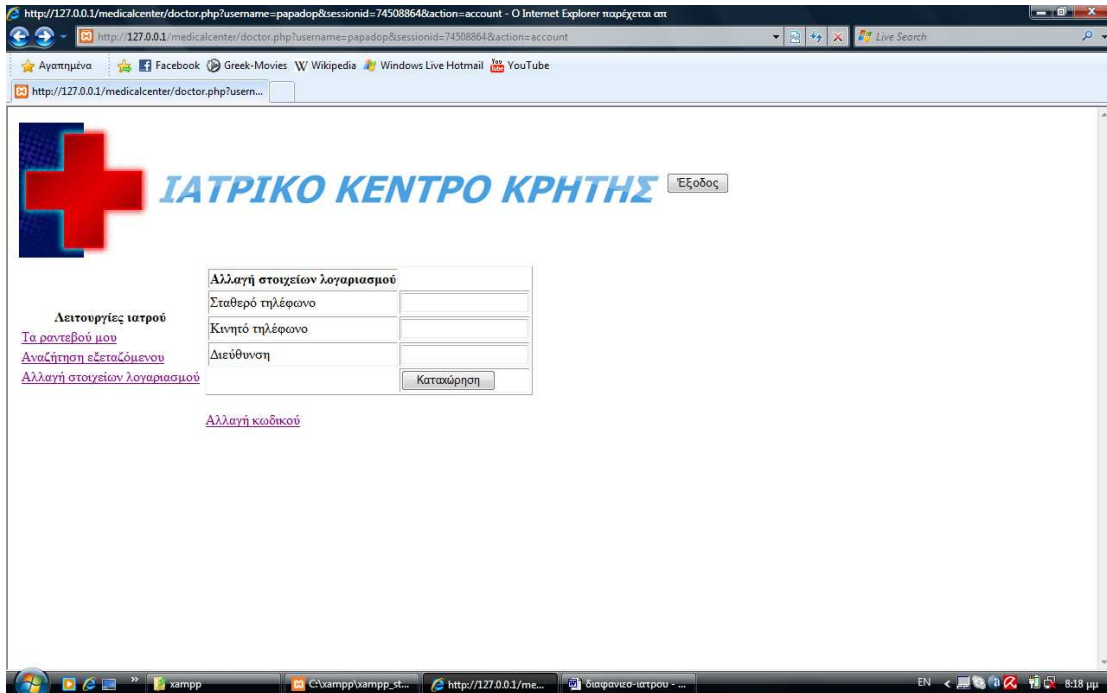 http://127.0.0.1/medicalcenter/doctor.php?username=papadop&sessionid=74508864&action=account - Ο Internet Explorer παρέχεται απ
http://127.0.0.1/medicalcenter/doctor.php?username=papadop&sessionid=74508864&action=account
Live Search
Αγαπημένα Facebook Greek-Movies W Wikipedia Windows Live Hotmail You Tube YouTube
http://127.0.0.1/medicalcenter/doctor.php?usern...
ΙΑΤΡΙΚΟ ΚΕΝΤΡΟ ΚΡΗΤΗΣ Έξοδος
Λειτουργίες ιατρού
Τα ραντεβού μου
Αναζήτηση εξεταζόμενου
Αλλαγή στοιχείων λογαριασμού
Αλλαγή στοιχείων λογαριασμού
Σταθερό τηλέφωνο
Κινητό τηλέφωνο
Διεύθυνση
Καταχώρηση
Αλλαγή κωδικού
xampp C:\xampp\xampp_st... http://127.0.0.1/me... διαφανιεσ-ιατρου - ... EN 8:18 μμ